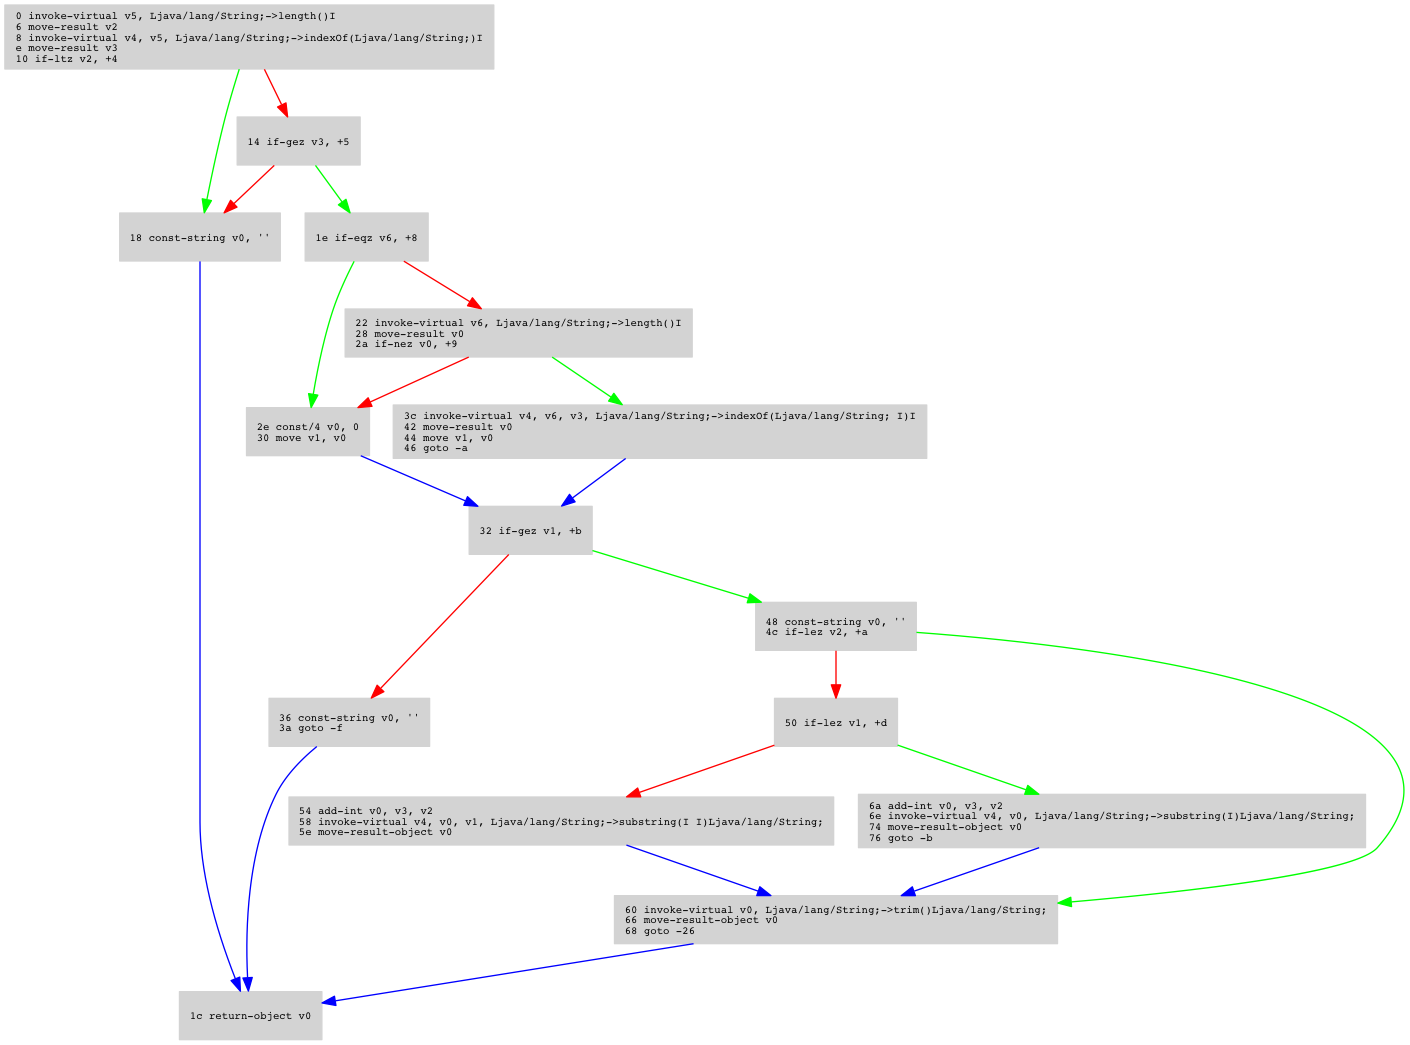 0 invoke-virtual v5, Ljava/lang/String;->length()I
6 move-result v2
8 invoke-virtual v4, v5, Ljava/lang/String;->indexOf(Ljava/lang/String;)I
e move-result v3
10 if-ltz v2, +4
14 if-gez v3, +5
18 const-string v0, ''
1e if-eqz v6, +8
22 invoke-virtual v6, Ljava/lang/String;->length()I
28 move-result v0
2a if-nez v0, +9
2e const/4 v0, 0
30 move v1, v0
3c invoke-virtual v4, v6, v3, Ljava/lang/String;->indexOf(Ljava/lang/String; I)I
42 move-result v0
44 move v1, v0
46 goto -a
32 if-gez v1, +b
48 const-string v0, ''
4c if-lez v2, +a
36 const-string v0, ''
3a goto -f
50 if-lez v1, +d
54 add-int v0, v3, v2
58 invoke-virtual v4, v0, v1, Ljava/lang/String;->substring(I I)Ljava/lang/String;
5e move-result-object v0
6a add-int v0, v3, v2
6e invoke-virtual v4, v0, Ljava/lang/String;->substring(I)Ljava/lang/String;
74 move-result-object v0
76 goto -b
60 invoke-virtual v0, Ljava/lang/String;->trim()Ljava/lang/String;
66 move-result-object v0
68 goto -26
1c return-object v0